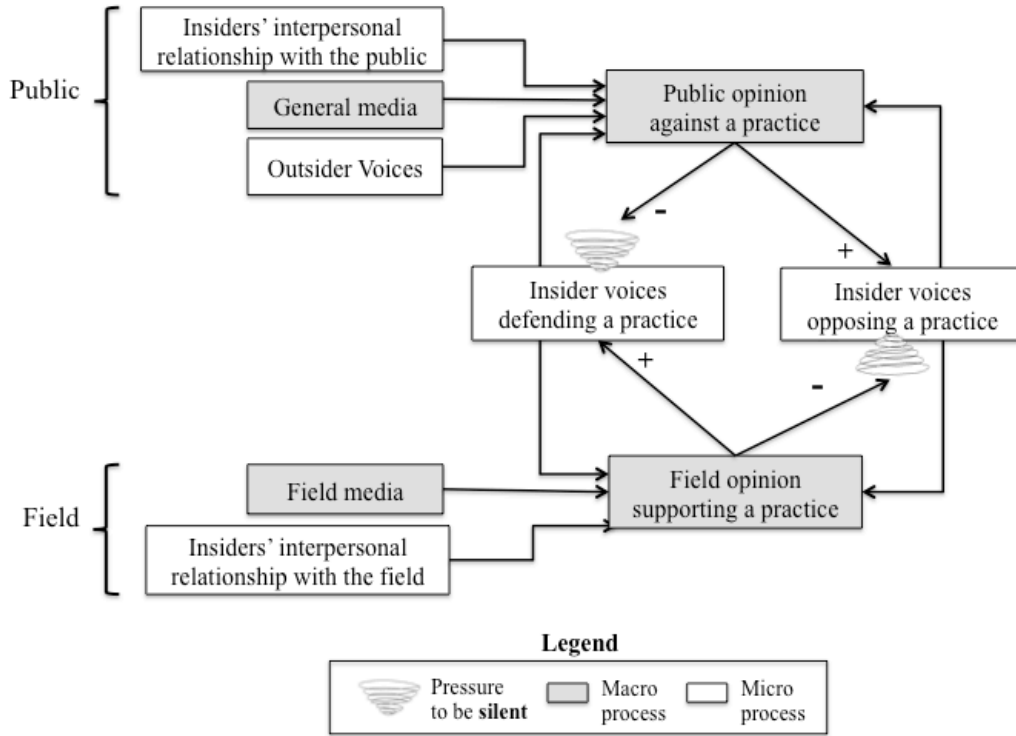 Public
Insiders' interpersonal
relationship with the public
General media
Outsider Voices
Public opinion
against a practice
-
+
Insider voices
defending a practice
Insider voices
opposing a practice
+
-
Field
Field media
Insiders' interpersonal
relationship with the field
Field opinion
supporting a practice
Legend
Pressure
to be silent
Macro
process
Micro
process